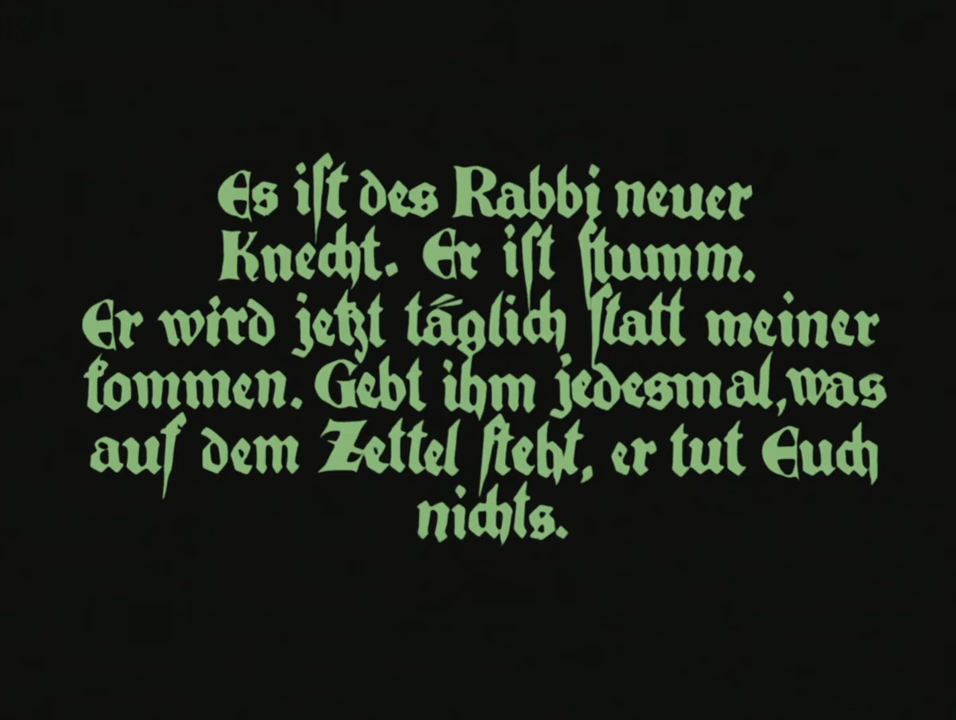 Es ist des Rabbi neuer
Knecht. Er ist stumm.
Er wird jetzt täglich statt meiner
kommen. Gebt ihm jedesmal, was
auf dem Zettel steht, er tut Euch
nichts.